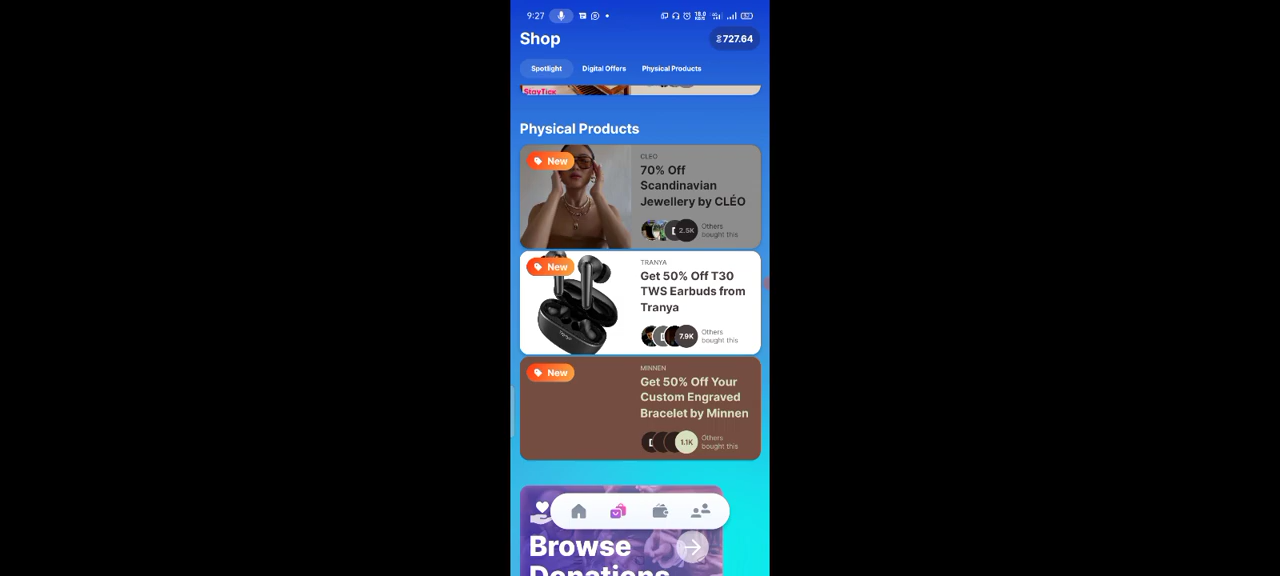 9:27
Shop
727.64
Spotlight Digital Offers Physical Products
StayTick
Physical Products
New
CLEO
70% Off
Scandinavian
Jewellery by CLÉO
2.5K
Others
bought this
New
TRANYA
Get 50% Off T30
TWS Earbuds from
Tranya
7.9K
Others
bought this
New
MINNEN
Get 50% Off Your
Custom Engraved
Bracelet by Minnen
1.1K
Others
bought this
Browse
Donations